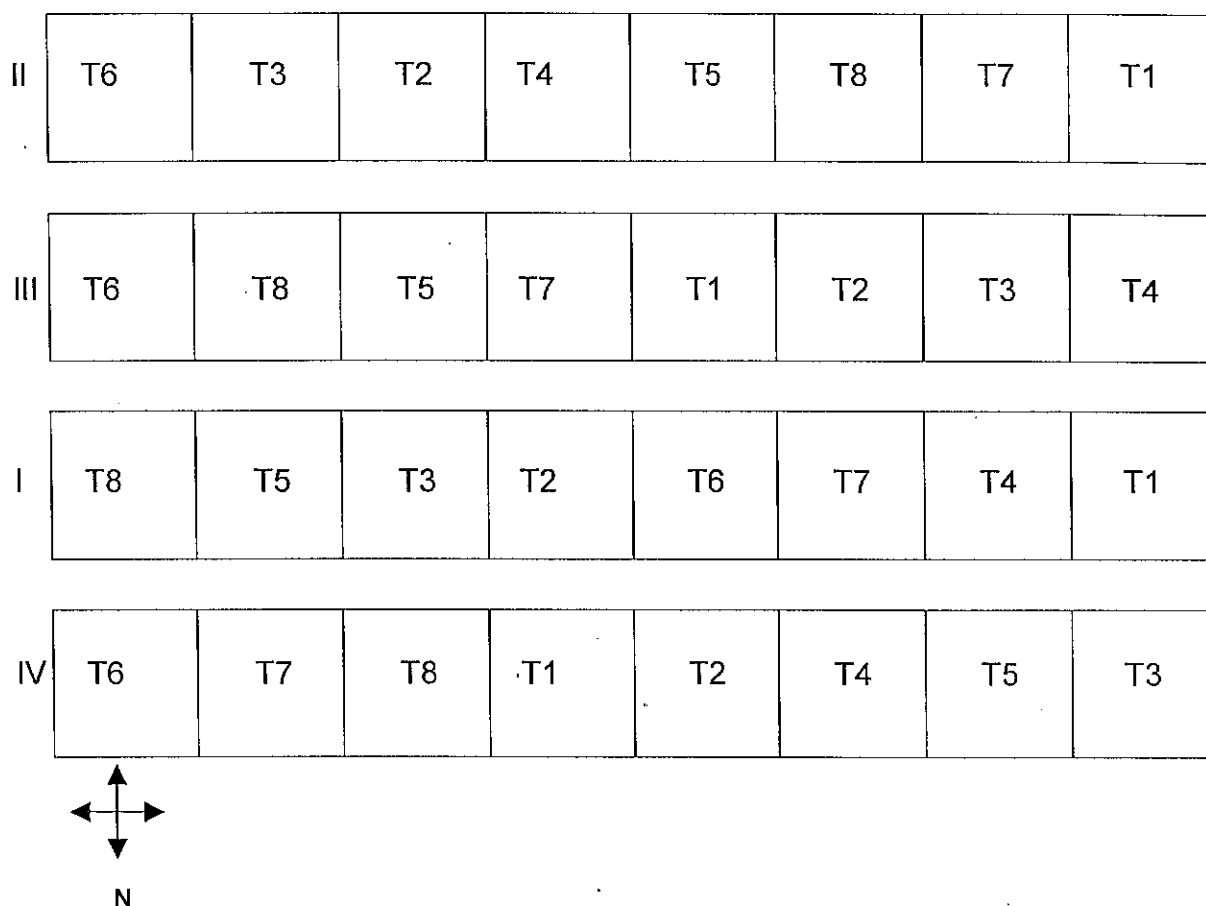 II T6 T3 T2 T4 T5 T8 T7 T1
III T6 T8 T5 T7 T1 T2 T3 T4
I T8 T5 T3 T2 T6 T7 T4 T1
IV T6 T7 T8 T1 T2 T4 T5 T3
N